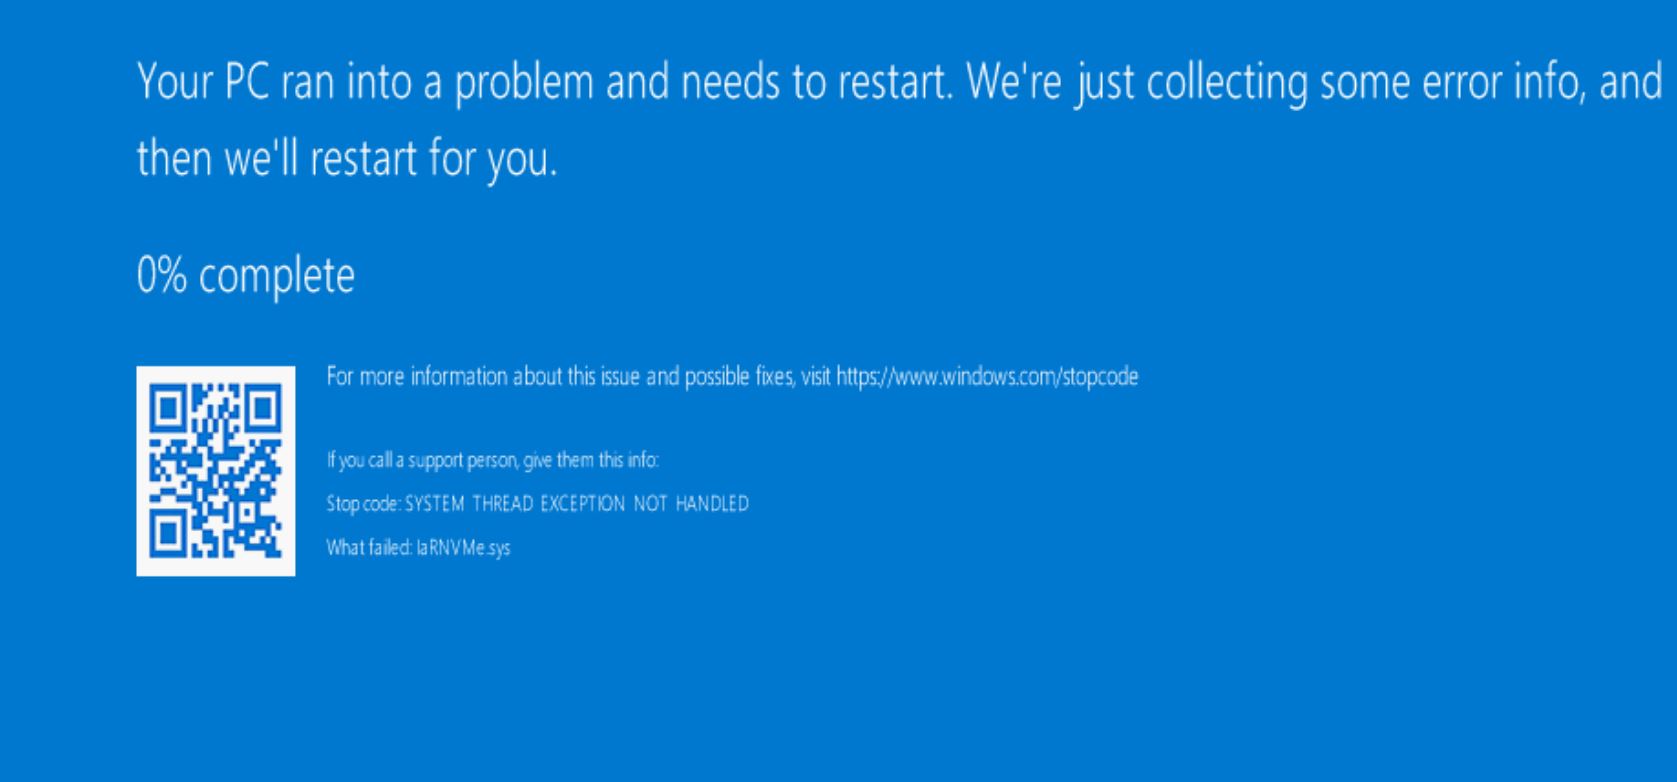 Your PC ran into a problem and needs to restart. We're just collecting some error info, and
then we'll restart for you.
0% complete
For more information about this issue and possible fixes, visit https://www.windows.com/stopcode
If you call a support person, give them this info:
Stop code: SYSTEM THREAD EXCEPTION NOT HANDLED
What failed: IaRNVMe.sys